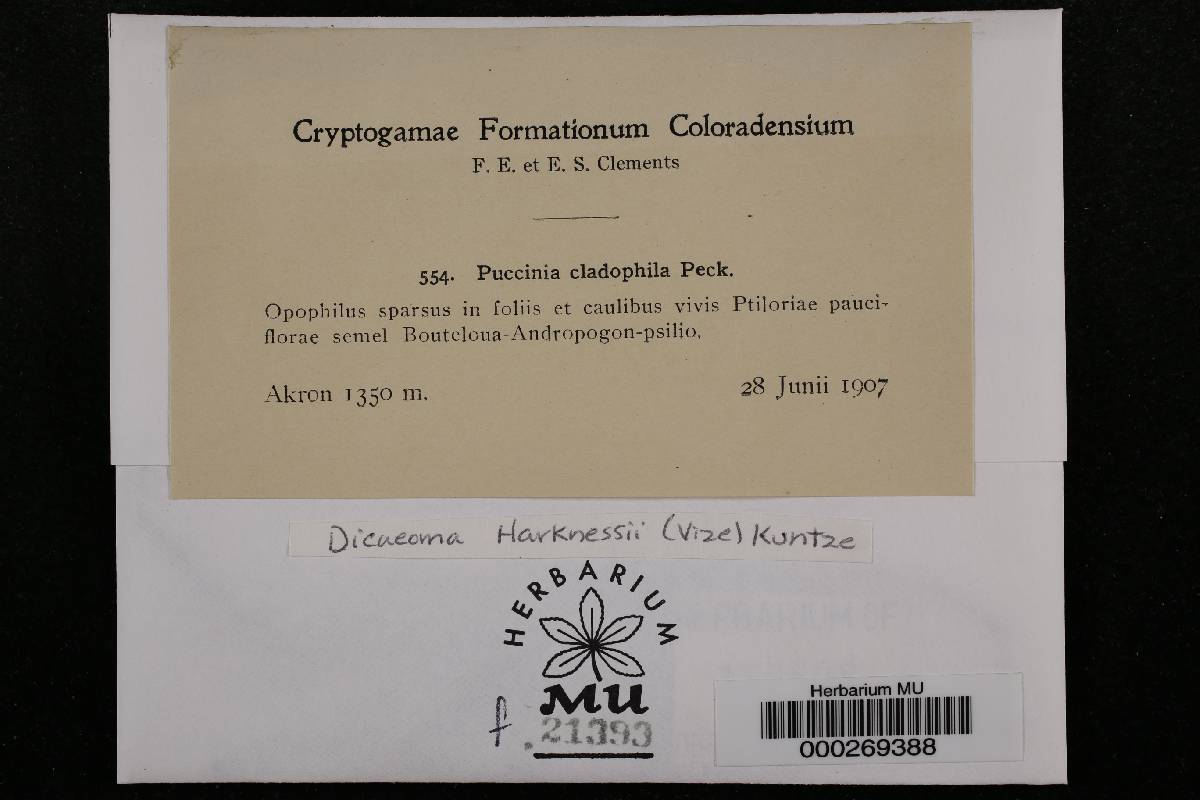 Cryptogamae Formationum Coloradensium
F. E. et E. S. Clements
554. Puccinia cladophila Peck.
Opophilus sparsus in foliis et caulibus vivis Ptiloriae pauci-
florae semel Bouteloua-Andropogon-psilio.
Akron 1350 m. 28 Junii 1907
Dicaeoma Harknessii (Vize) Kuntze
HERBARIUM
MU
f. 21393
Herbarium MU
000269388